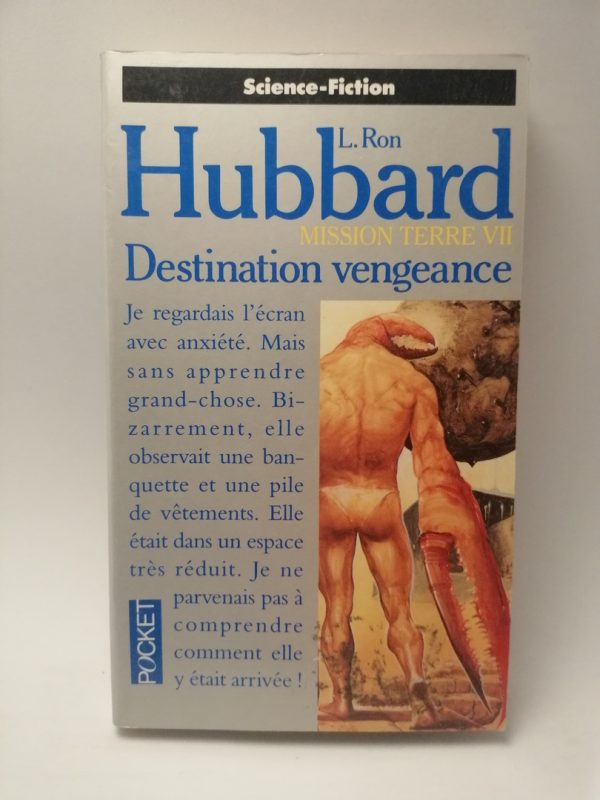 Science-Fiction
L. Ron
Hubbard
MISSION TERRE VII
Destination vengeance
Je regardais l'écran
avec anxiété. Mais
sans apprendre
grand-chose. Bi-
zarrement, elle
observait une ban-
quette et une pile
de vêtements. Elle
était dans un espace
très réduit. Je ne
parvenais pas à
comprendre
comment elle
y était arrivée !
POCKET